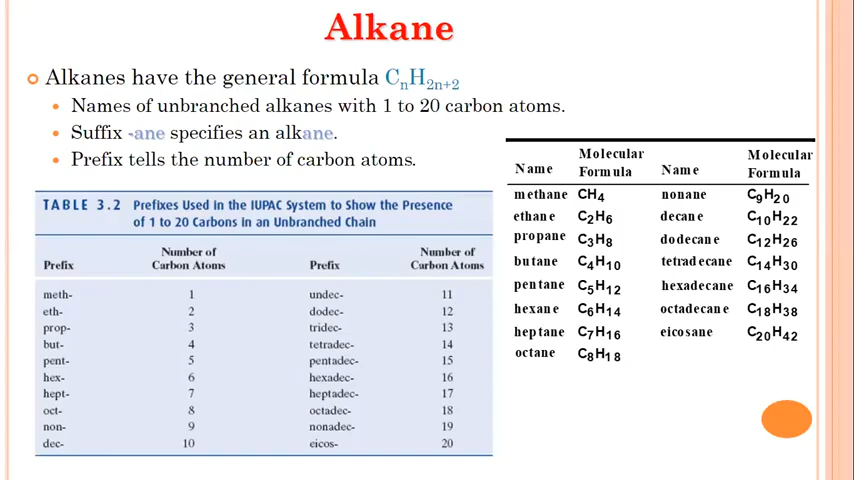 Alkane
Alkanes have the general formula CnH2n+2
Names of unbranched alkanes with 1 to 20 carbon atoms.
Suffix -ane specifies an alkane.
Prefix tells the number of carbon atoms.
TABLE 3.2 Prefixes Used in the IUPAC System to Show the Presence
of 1 to 20 Carbons in an Unbranched Chain
Number of Number of
Prefix Carbon Atoms Prefix Carbon Atoms
meth- 1 undec- 11
eth- 2 dodec- 12
prop- 3 tridec- 13
but- 4 tetradec- 14
pent- 5 pentadec- 15
hex- 6 hexadec- 16
hept- 7 heptadec- 17
oct- 8 octadec- 18
non- 9 nonadec- 19
dec- 10 eicos- 20
Molecular Molecular
Name Formula Name Formula
methane CH4 nonane C9H20
ethane C2H6 decane C10H22
propane C3H8 dodecane C12H26
butane C4H10 tetradecane C14H30
pentane C5H12 hexadecane C16H34
hexane C6H14 octadecane C18H38
heptane C7H16 eicosane C20H42
octane C8H18